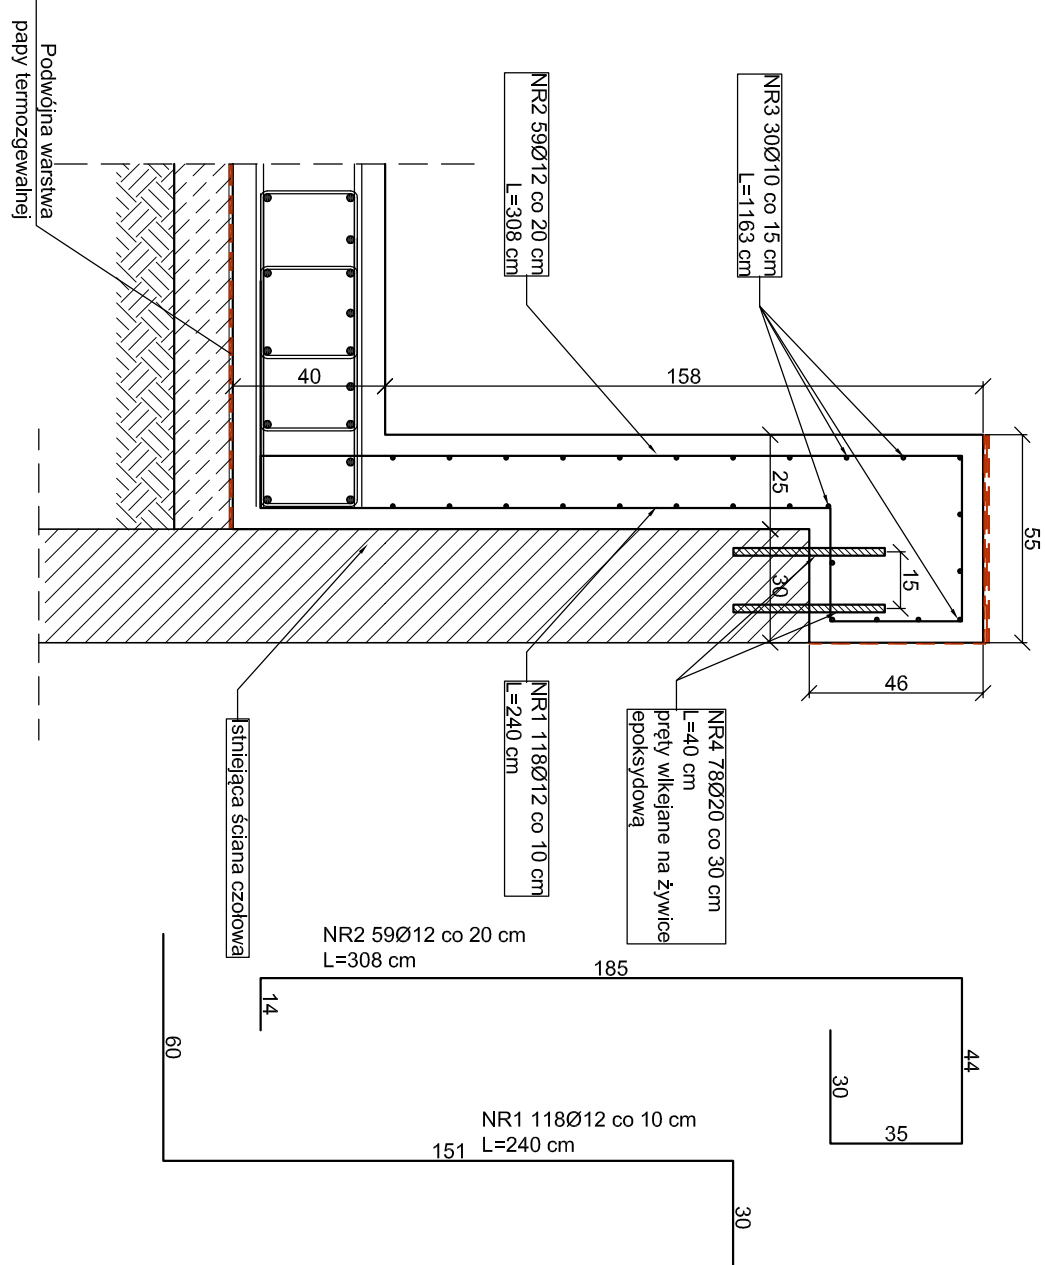 Podwójna warstwa
papy termozgewalnej
NR2 59Ø12 co 20 cm
L=308 cm
NR3 30Ø10 co 15 cm
L=1163 cm
40
158
25
55
30
15
46
NR1 118Ø12 co 10 cm
L=240 cm
NR4 78Ø20 co 30 cm
L=40 cm
pręty wlkejane na żywice
epoksydową
istniejąca ściana czołowa
NR2 59Ø12 co 20 cm
L=308 cm
185
14
44
30
35
60
NR1 118Ø12 co 10 cm
L=240 cm
151
30